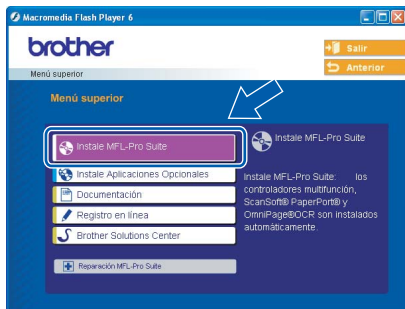 Macromedia Flash Player 6
brother
Salir
Anterior
Menú superior
Menú superior
Instale MFL-Pro Suite
Instale Aplicaciones Opcionales
Documentación
Registro en línea
Brother Solutions Center
Reparación MFL-Pro Suite
Instale MFL-Pro Suite
Instale MFL-Pro Suite: los
controladores multifunción,
ScanSoft® PaperPort® y
OmniPage®OCR son instalados
automáticamente.